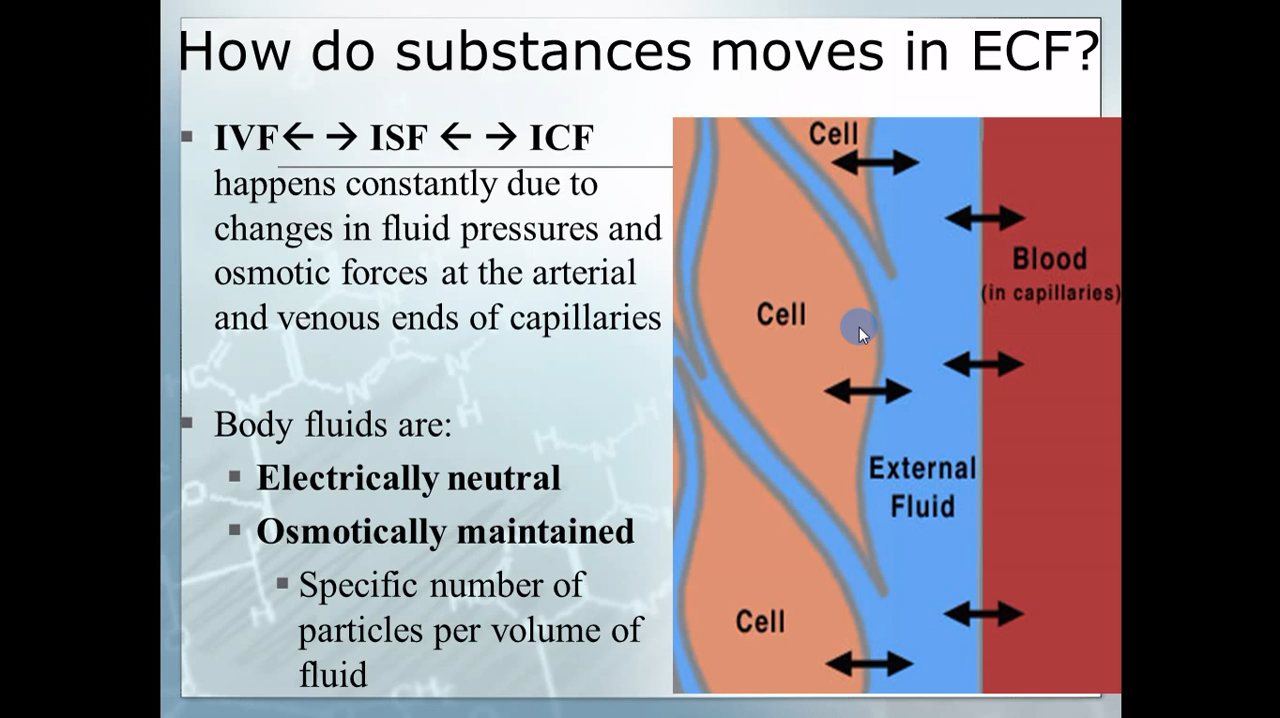 How do substances moves in ECF?
▪ IVF← → ISF ← → ICF
happens constantly due to
changes in fluid pressures and
osmotic forces at the arterial
and venous ends of capillaries
▪ Body fluids are:
▪ Electrically neutral
▪ Osmotically maintained
▪ Specific number of
particles per volume of
fluid
Cell
Blood
(in capillaries)
Cell
External
Fluid
Cell